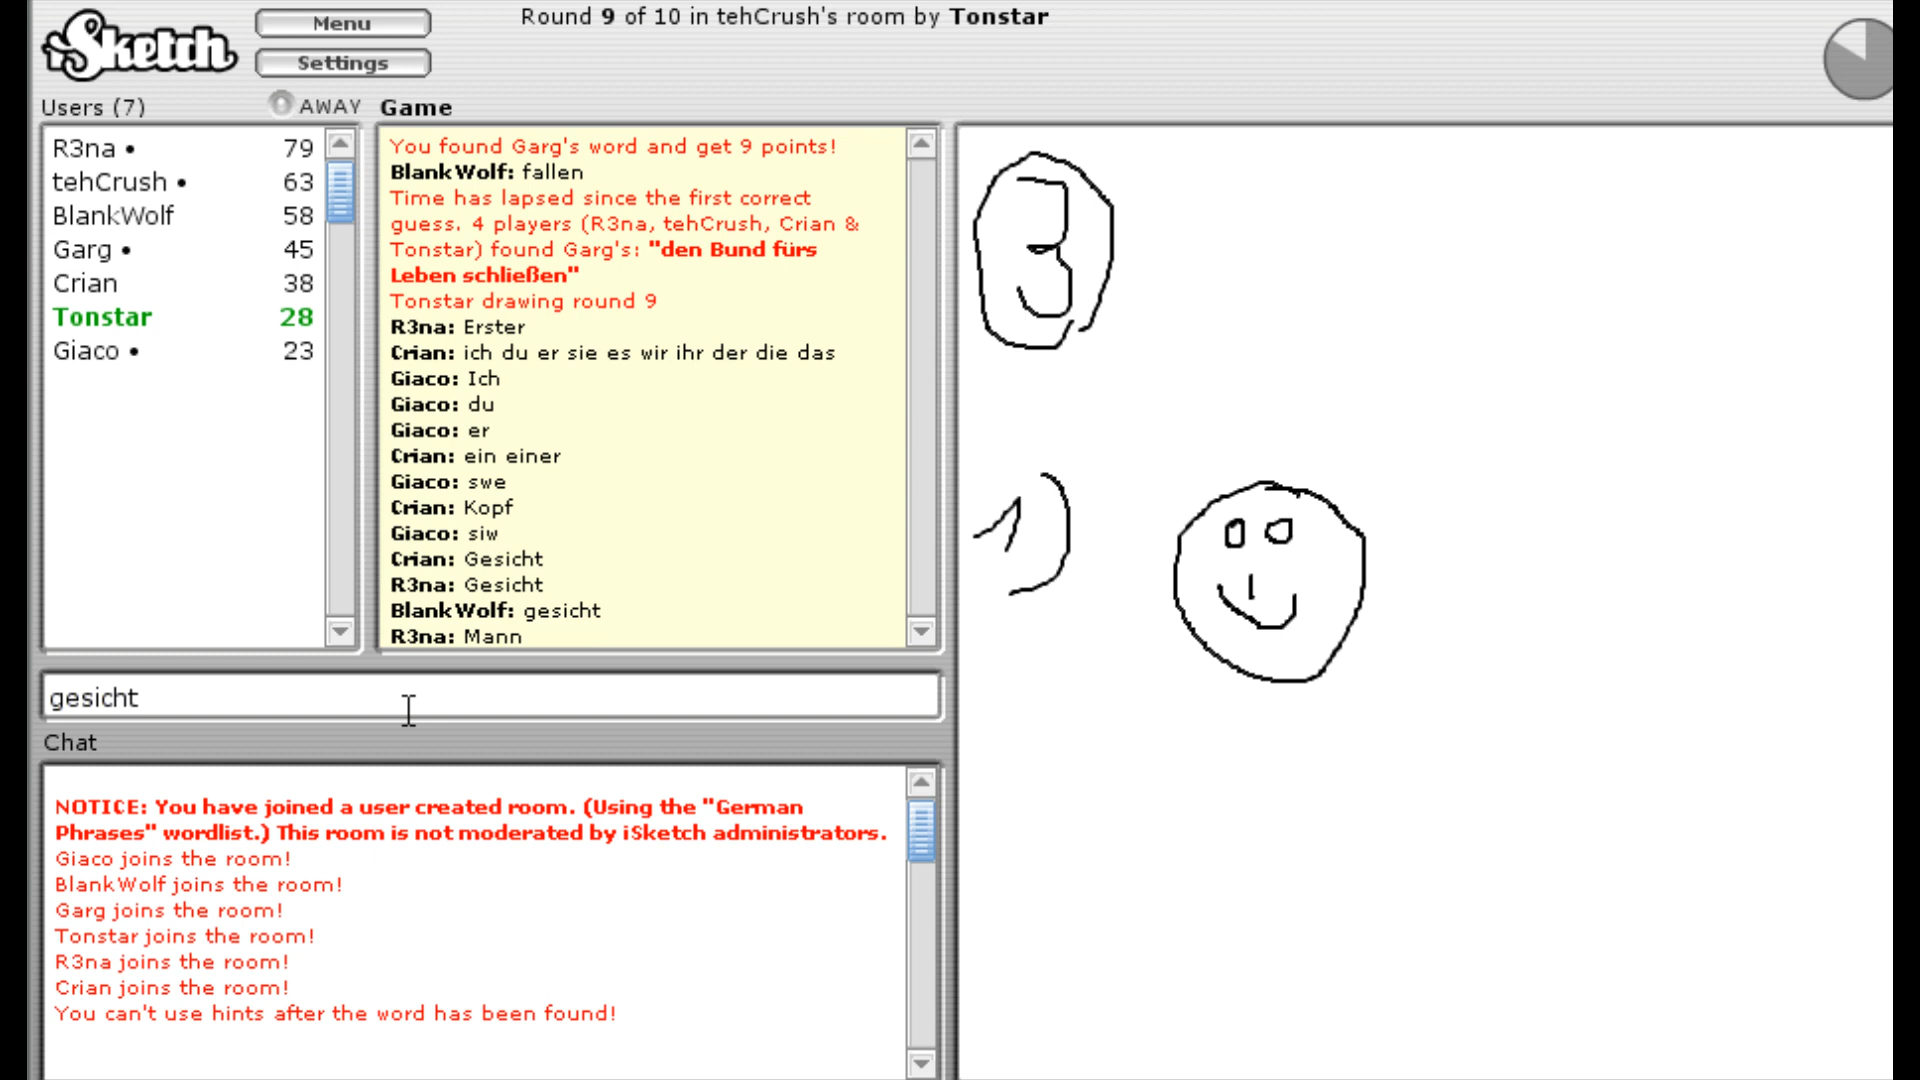 iSketch
Menu
Settings
Round 9 of 10 in tehCrush's room by Tonstar
Users (7)
AWAY
R3na • 79
tehCrush • 63
BlankWolf 58
Garg • 45
Crian 38
Tonstar 28
Giaco • 23
Game
You found Garg's word and get 9 points!
BlankWolf: fallen
Time has lapsed since the first correct
guess. 4 players (R3na, tehCrush, Crian &
Tonstar) found Garg's: "den Bund fürs
Leben schließen"
Tonstar drawing round 9
R3na: Erster
Crian: ich du er sie es wir ihr der die das
Giaco: Ich
Giaco: du
Giaco: er
Crian: ein einer
Giaco: swe
Crian: Kopf
Giaco: siw
Crian: Gesicht
R3na: Gesicht
BlankWolf: gesicht
R3na: Mann
gesicht
Chat
NOTICE: You have joined a user created room. (Using the "German
Phrases" wordlist.) This room is not moderated by iSketch administrators.
Giaco joins the room!
BlankWolf joins the room!
Garg joins the room!
Tonstar joins the room!
R3na joins the room!
Crian joins the room!
You can't use hints after the word has been found!
3
1)